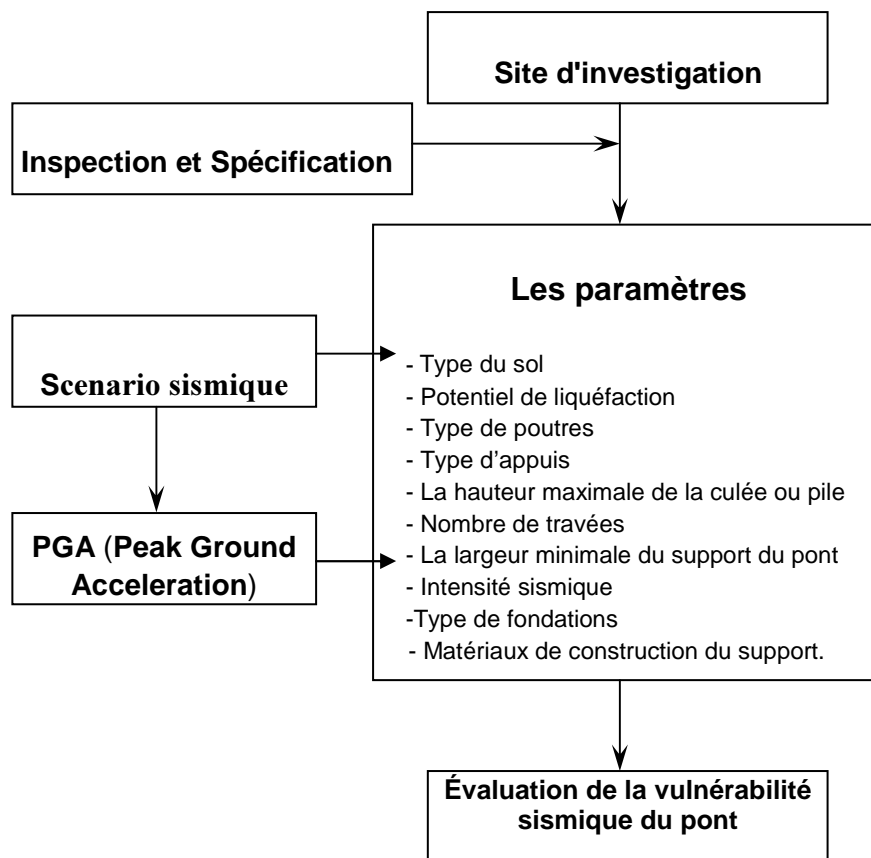 Site d'investigation
Inspection et Spécification
Les paramètres
Scenario sismique
- Type du sol
- Potentiel de liquéfaction
- Type de poutres
- Type d’appuis
- La hauteur maximale de la culée ou pile
- Nombre de travées
- La largeur minimale du support du pont
- Intensité sismique
-Type de fondations
- Matériaux de construction du support.
PGA (Peak Ground
Acceleration)
Évaluation de la vulnérabilité
sismique du pont